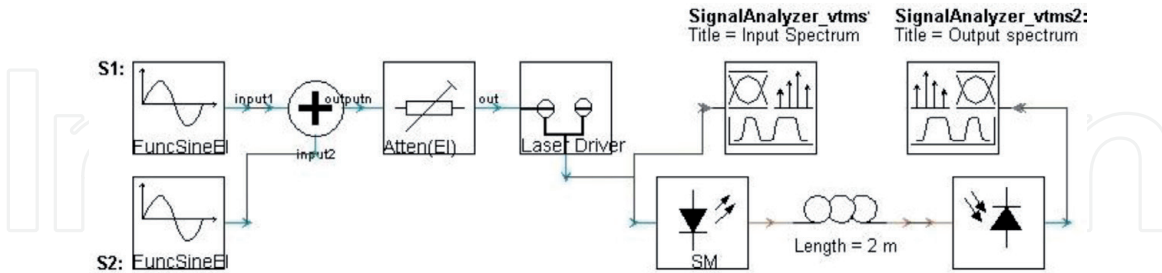 SignalAnalyzer_vtms1
Title = Input Spectrum
SignalAnalyzer_vtms2:
Title = Output spectrum
S1:
input1
outputn
out
FuncSineEl
input2
Atten(El)
Laser Driver
S2:
FuncSineEl
SM
Length = 2 m